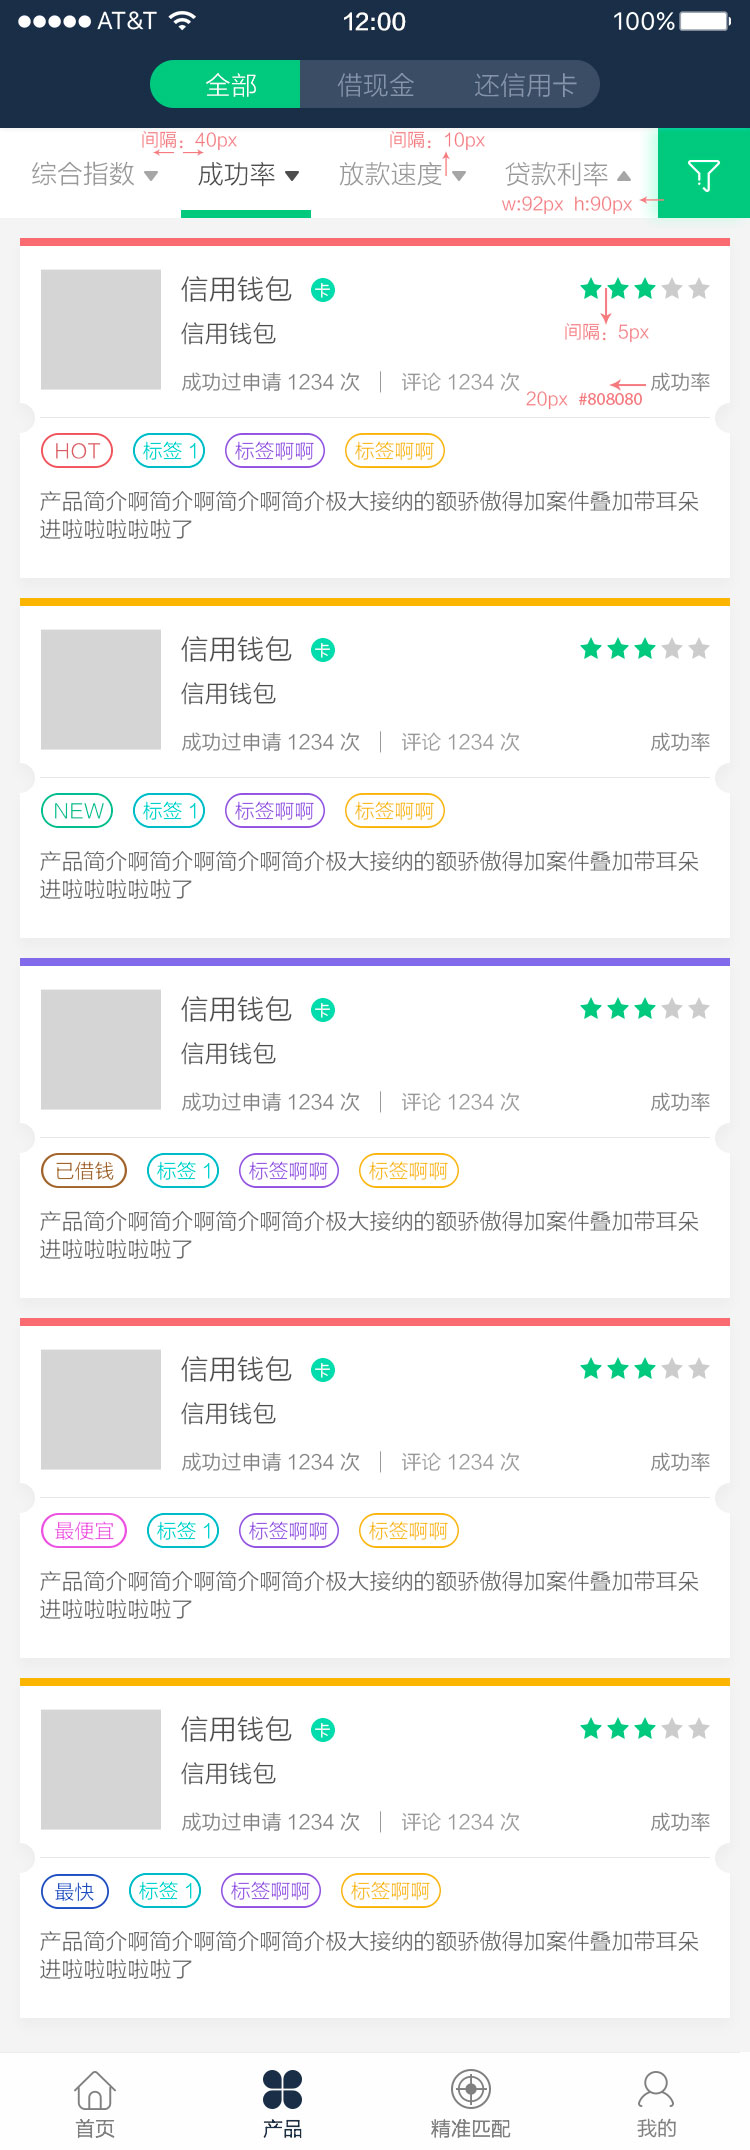 AT&T 12:00 100%
全部 借现金 还信用卡
间隔：40px 间隔：10px
综合指数 成功率 放款速度 贷款利率
w:92px h:90px
信用钱包 卡
信用钱包
间隔：5px
成功过申请 1234 次 | 评论 1234 次 成功率
20px #808080
HOT 标签 1 标签啊啊 标签啊啊
产品简介啊简介啊简介啊简介极大接纳的额骄傲得加案件叠加带耳朵
进啦啦啦啦啦了
信用钱包 卡
信用钱包
成功过申请 1234 次 | 评论 1234 次 成功率
NEW 标签 1 标签啊啊 标签啊啊
产品简介啊简介啊简介啊简介极大接纳的额骄傲得加案件叠加带耳朵
进啦啦啦啦啦了
信用钱包 卡
信用钱包
成功过申请 1234 次 | 评论 1234 次 成功率
已借钱 标签 1 标签啊啊 标签啊啊
产品简介啊简介啊简介啊简介极大接纳的额骄傲得加案件叠加带耳朵
进啦啦啦啦啦了
信用钱包 卡
信用钱包
成功过申请 1234 次 | 评论 1234 次 成功率
最便宜 标签 1 标签啊啊 标签啊啊
产品简介啊简介啊简介啊简介极大接纳的额骄傲得加案件叠加带耳朵
进啦啦啦啦啦了
信用钱包 卡
信用钱包
成功过申请 1234 次 | 评论 1234 次 成功率
最快 标签 1 标签啊啊 标签啊啊
产品简介啊简介啊简介啊简介极大接纳的额骄傲得加案件叠加带耳朵
进啦啦啦啦啦了
首页 产品 精准匹配 我的